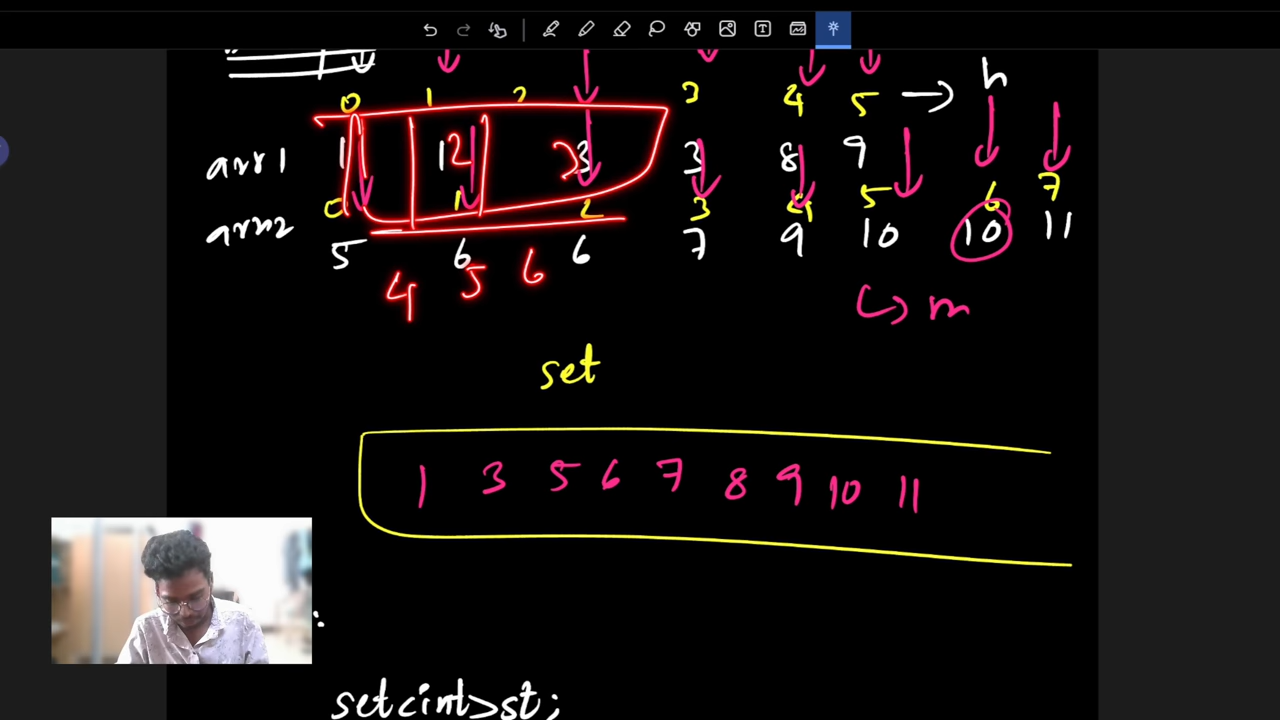 0 1 2 3 4 5 → n
arr1 1 12 23 3 8 9
0 1 2 3 4 5 6 7
arr2 5 6 6 7 9 10 10 11
4 5 6
↳ m
set
1 3 5 6 7 8 9 10 11
:
set<int>st;